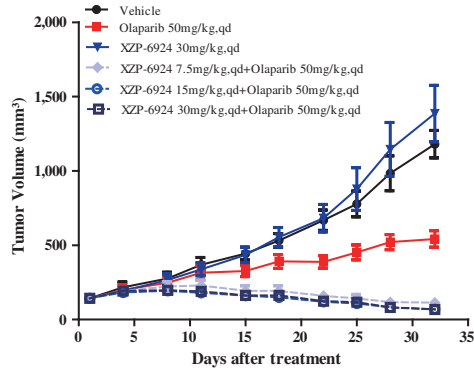 Vehicle
Olaparib 50mg/kg,qd
XZP-6924 30mg/kg,qd
XZP-6924 7.5mg/kg,qd+Olaparib 50mg/kg,qd
XZP-6924 15mg/kg,qd+Olaparib 50mg/kg,qd
XZP-6924 30mg/kg,qd+Olaparib 50mg/kg,qd
Tumor Volume (mm³)
2,000
1,500
1,000
500
0
0 5 10 15 20 25 30 35
Days after treatment